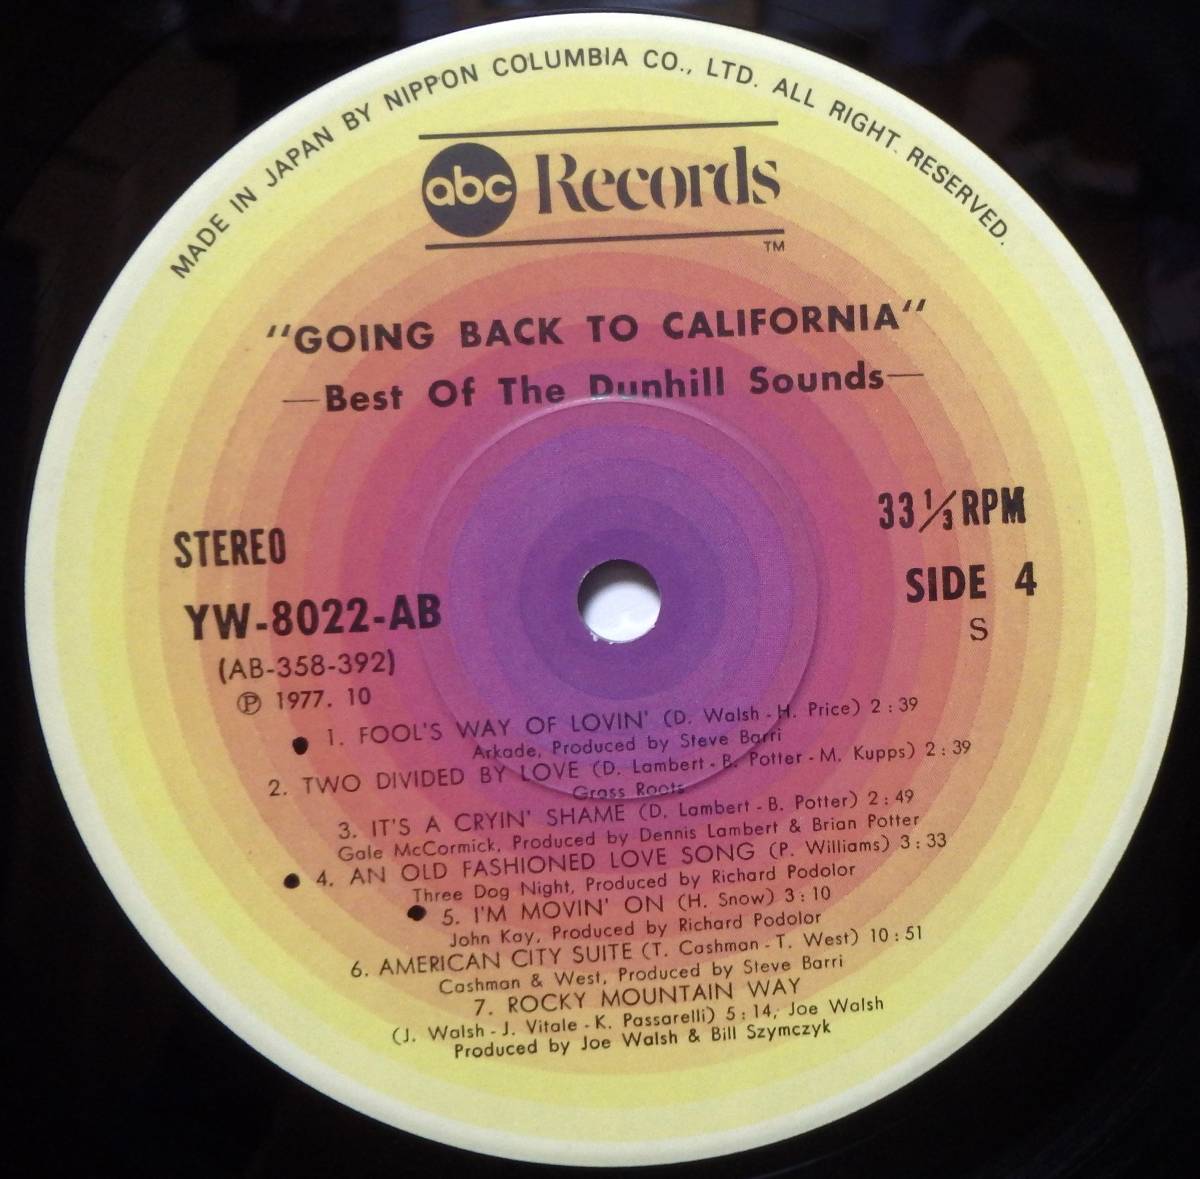 MADE IN JAPAN BY NIPPON COLUMBIA CO., LTD. ALL RIGHT. RESERVED.
abc Records
TM
"GOING BACK TO CALIFORNIA"
—Best Of The Dunhill Sounds—
33 1/3 RPM
STEREO
SIDE 4
YW-8022-AB
S
(AB-358-392)
Ⓟ 1977. 10
1. FOOL'S WAY OF LOVIN' (D. Walsh - H. Price) 2 : 39
Arkade, Produced by Steve Barri
2. TWO DIVIDED BY LOVE (D. Lambert - B. Potter - M. Kupps) 2 : 39
Grass Roots
3. IT'S A CRYIN' SHAME (D. Lambert - B. Potter) 2 : 49
Gale McCormick, Produced by Dennis Lambert & Brian Potter
4. AN OLD FASHIONED LOVE SONG (P. Williams) 3 : 33
Three Dog Night, Produced by Richard Podolor
5. I'M MOVIN' ON (H. Snow) 3 : 10
John Kay, Produced by Richard Podolor
6. AMERICAN CITY SUITE (T. Cashman - T. West) 10 : 51
Cashman & West, Produced by Steve Barri
7. ROCKY MOUNTAIN WAY
(J. Walsh - J. Vitale - K. Passarelli) 5 : 14, Joe Walsh
Produced by Joe Walsh & Bill Szymczyk